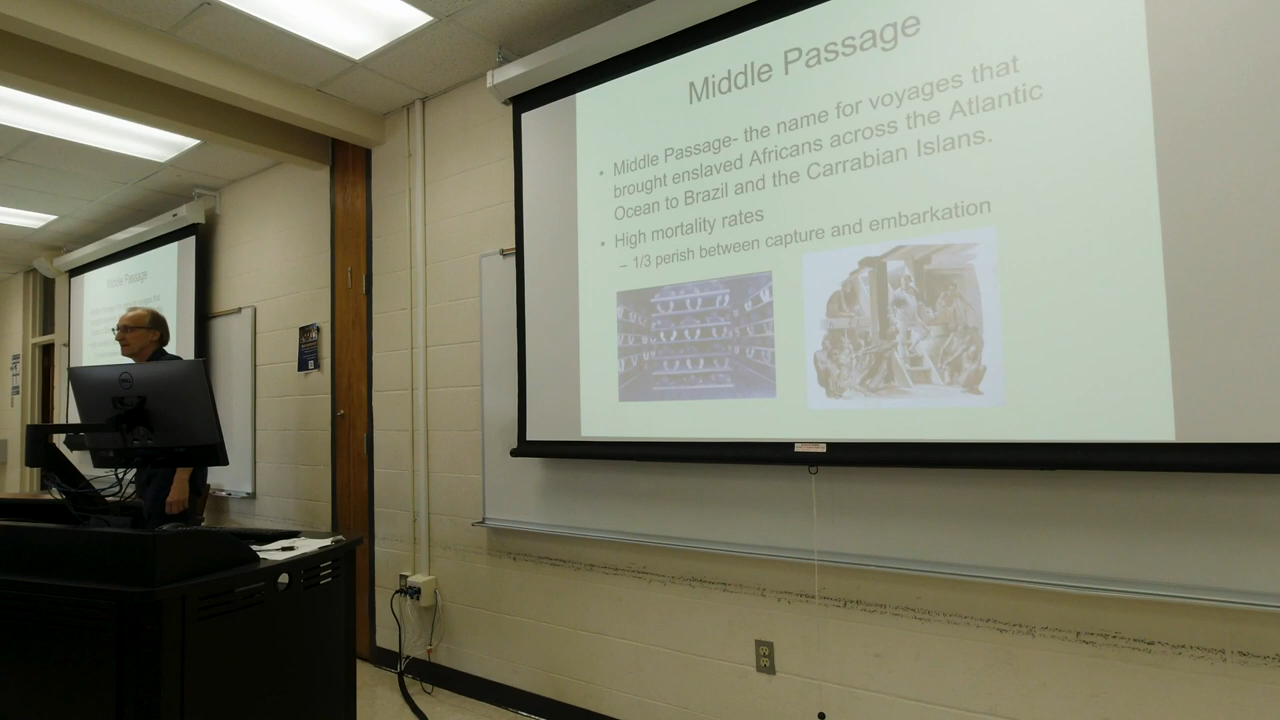 Middle Passage
• Middle Passage- the name for voyages that
brought enslaved Africans across the Atlantic
Ocean to Brazil and the Carrabian Islans.
• High mortality rates
– 1/3 perish between capture and embarkation
Middle Passage
DELL